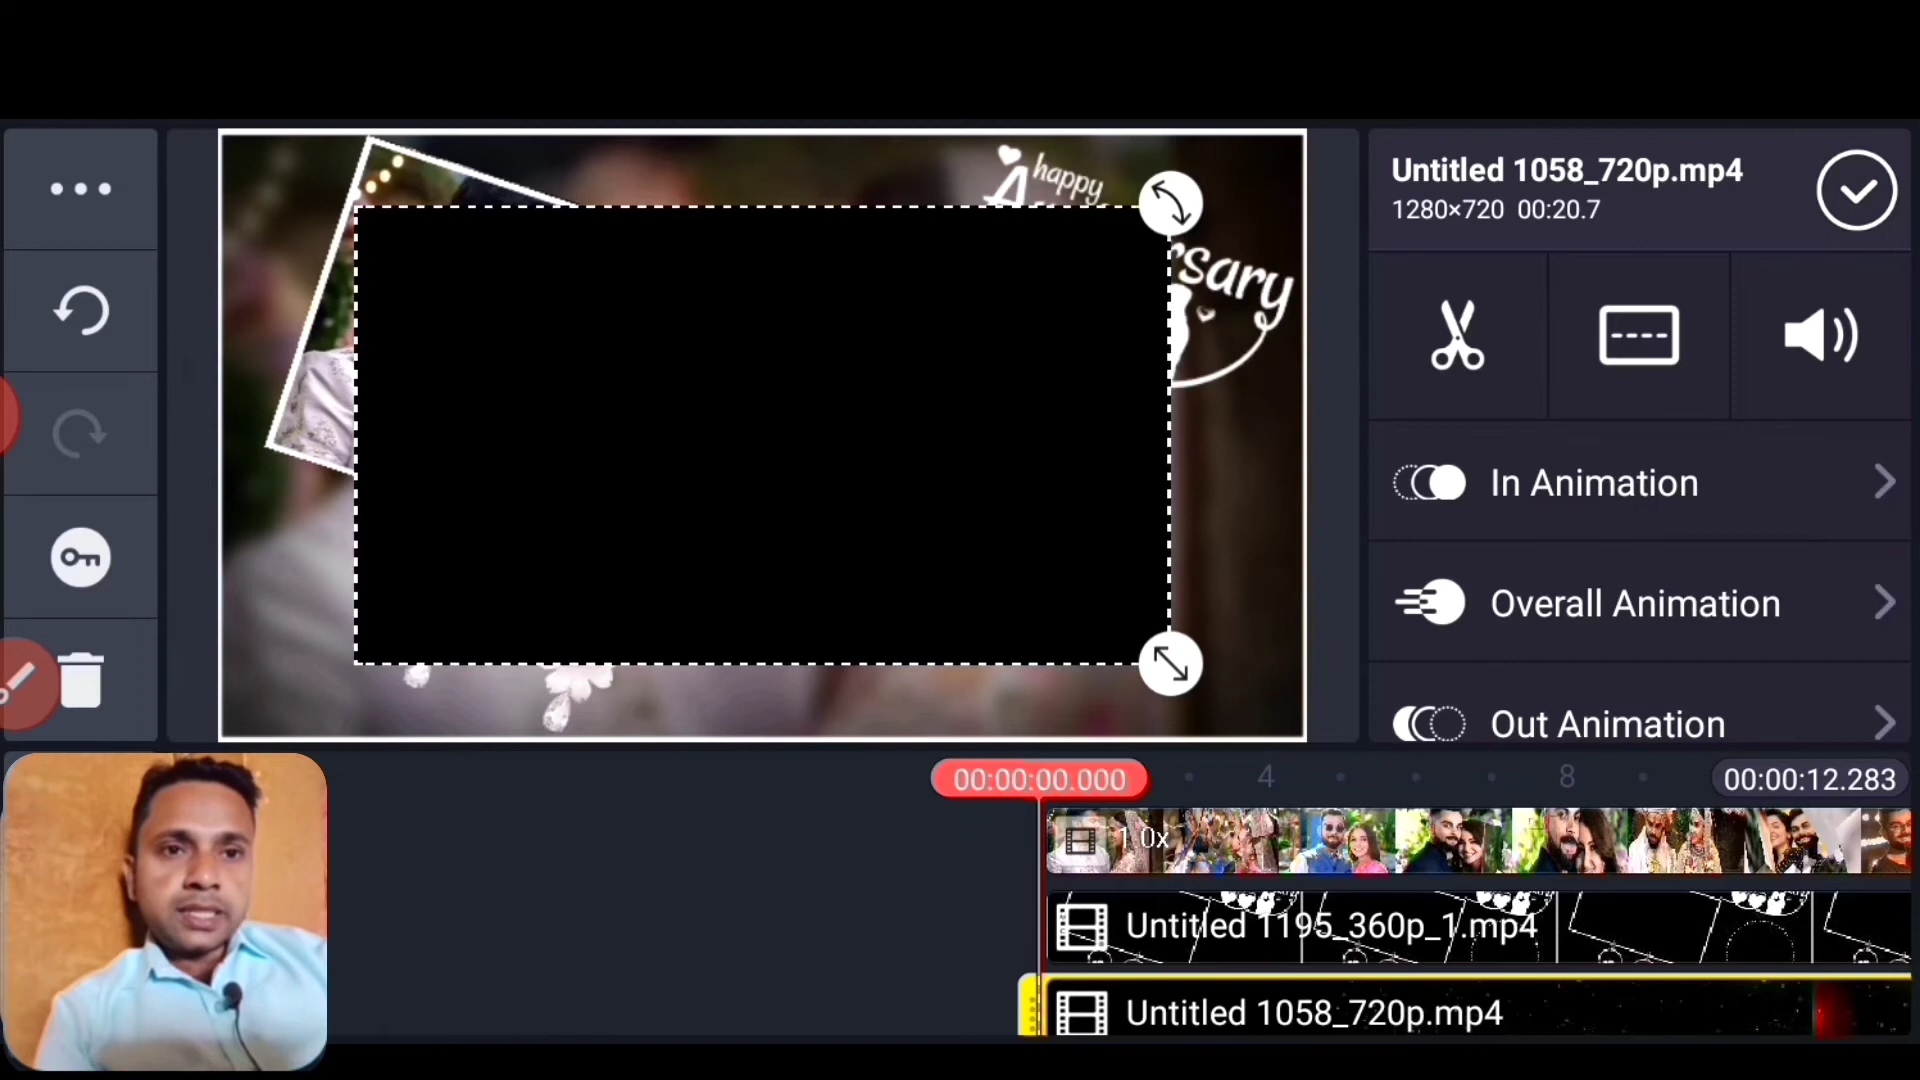 happy
rsary
Untitled 1058_720p.mp4
1280×720 00:20.7
In Animation
Overall Animation
Out Animation
00:00:00.000
4
8
00:00:12.283
1.0x
Untitled 1195_360p_1.mp4
Untitled 1058_720p.mp4